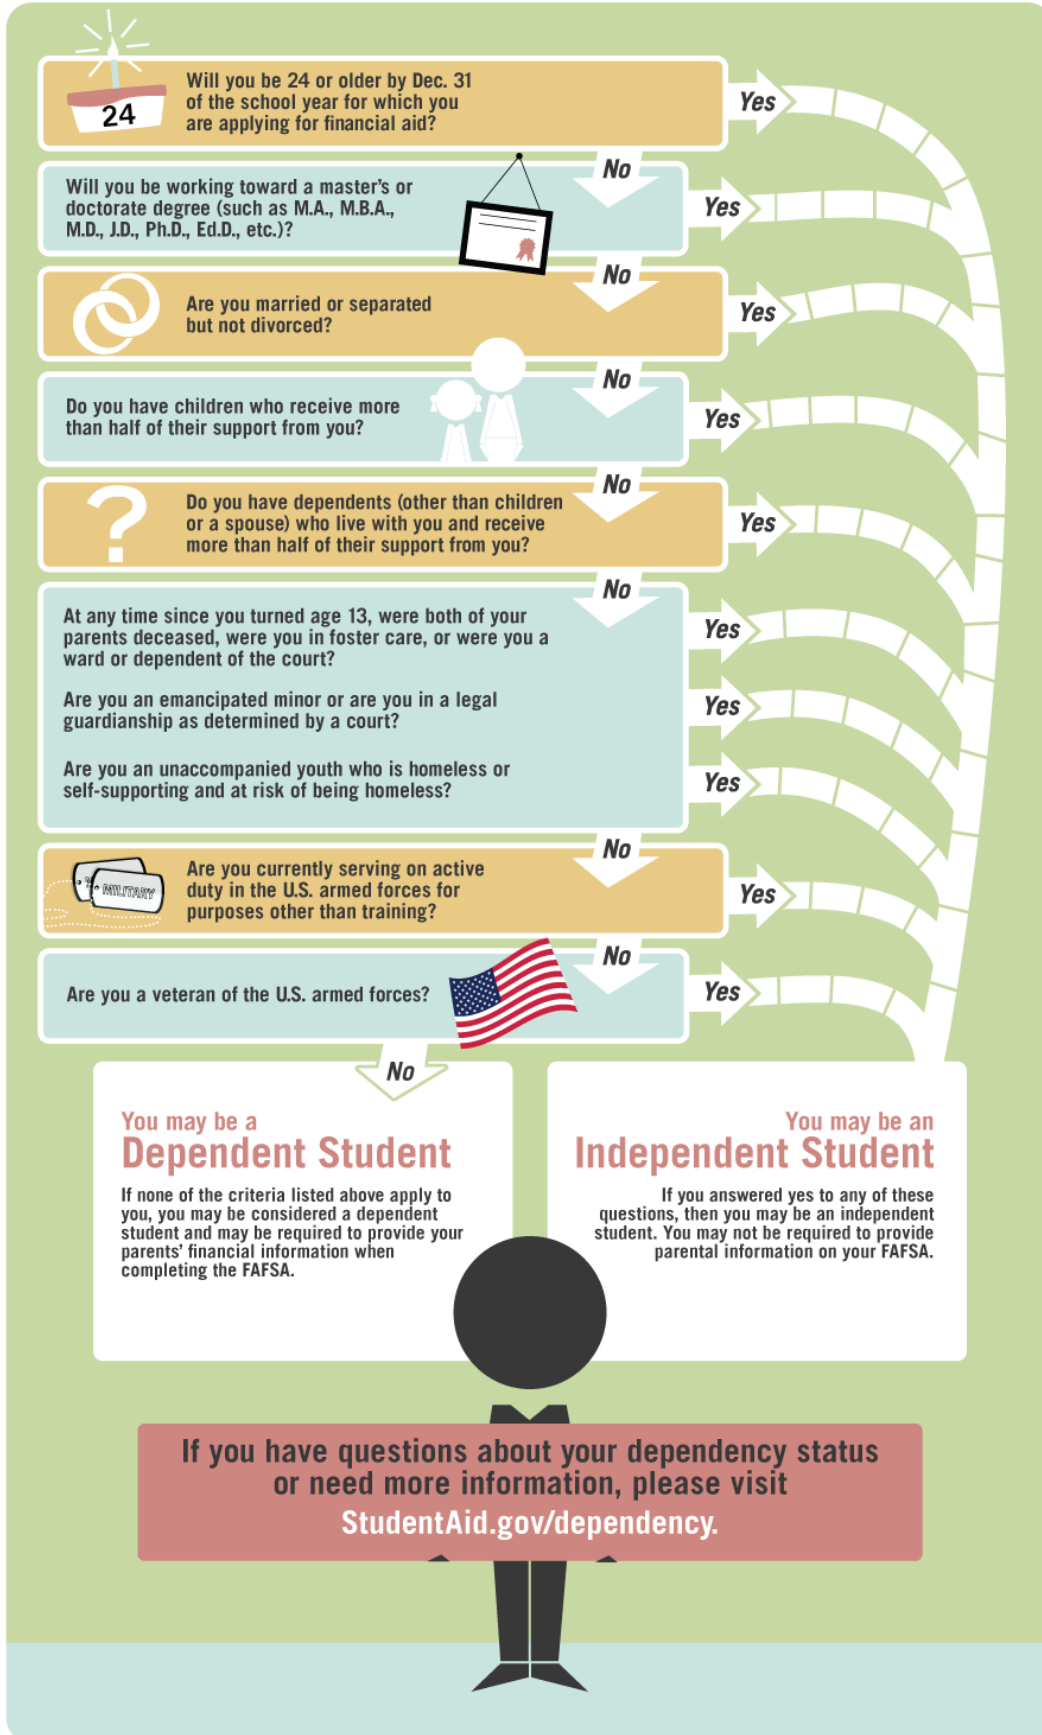 24
Will you be 24 or older by Dec. 31
of the school year for which you
are applying for financial aid?
Yes
No
Will you be working toward a master's or
doctorate degree (such as M.A., M.B.A.,
M.D., J.D., Ph.D., Ed.D., etc.)?
Yes
No
Are you married or separated
but not divorced?
Yes
No
Do you have children who receive more
than half of their support from you?
Yes
No
Do you have dependents (other than children
or a spouse) who live with you and receive
more than half of their support from you?
Yes
No
At any time since you turned age 13, were both of your
parents deceased, were you in foster care, or were you a
ward or dependent of the court?
Yes
Are you an emancipated minor or are you in a legal
guardianship as determined by a court?
Yes
Are you an unaccompanied youth who is homeless or
self-supporting and at risk of being homeless?
Yes
No
MILITARY
Are you currently serving on active
duty in the U.S. armed forces for
purposes other than training?
Yes
No
Are you a veteran of the U.S. armed forces?
Yes
No
You may be a
Dependent Student
If none of the criteria listed above apply to
you, you may be considered a dependent
student and may be required to provide your
parents' financial information when
completing the FAFSA.
You may be an
Independent Student
If you answered yes to any of these
questions, then you may be an independent
student. You may not be required to provide
parental information on your FAFSA.
If you have questions about your dependency status
or need more information, please visit
StudentAid.gov/dependency.